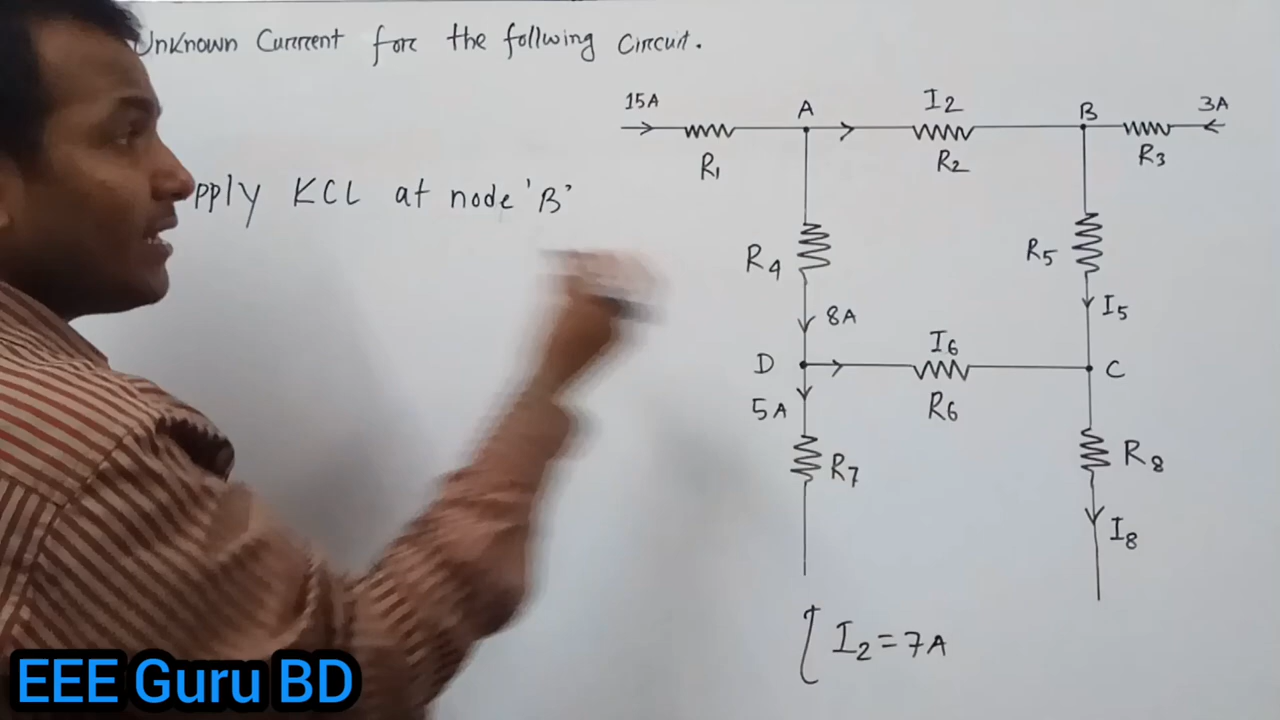 Unknown Current for the follwing Circuit.
pply KCL at node 'B'
15A
A
I2
B
3A
R1
R2
R3
R4
R5
8A
I5
D
I6
C
5A
R6
R7
R8
I8
I2 = 7A
EEE Guru BD